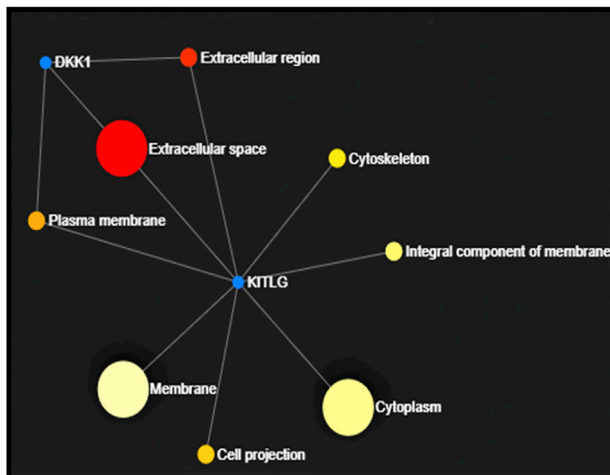 DKK1
Extracellular region
Extracellular space
Cytoskeleton
Plasma membrane
Integral component of membrane
KITLG
Membrane
Cytoplasm
Cell projection